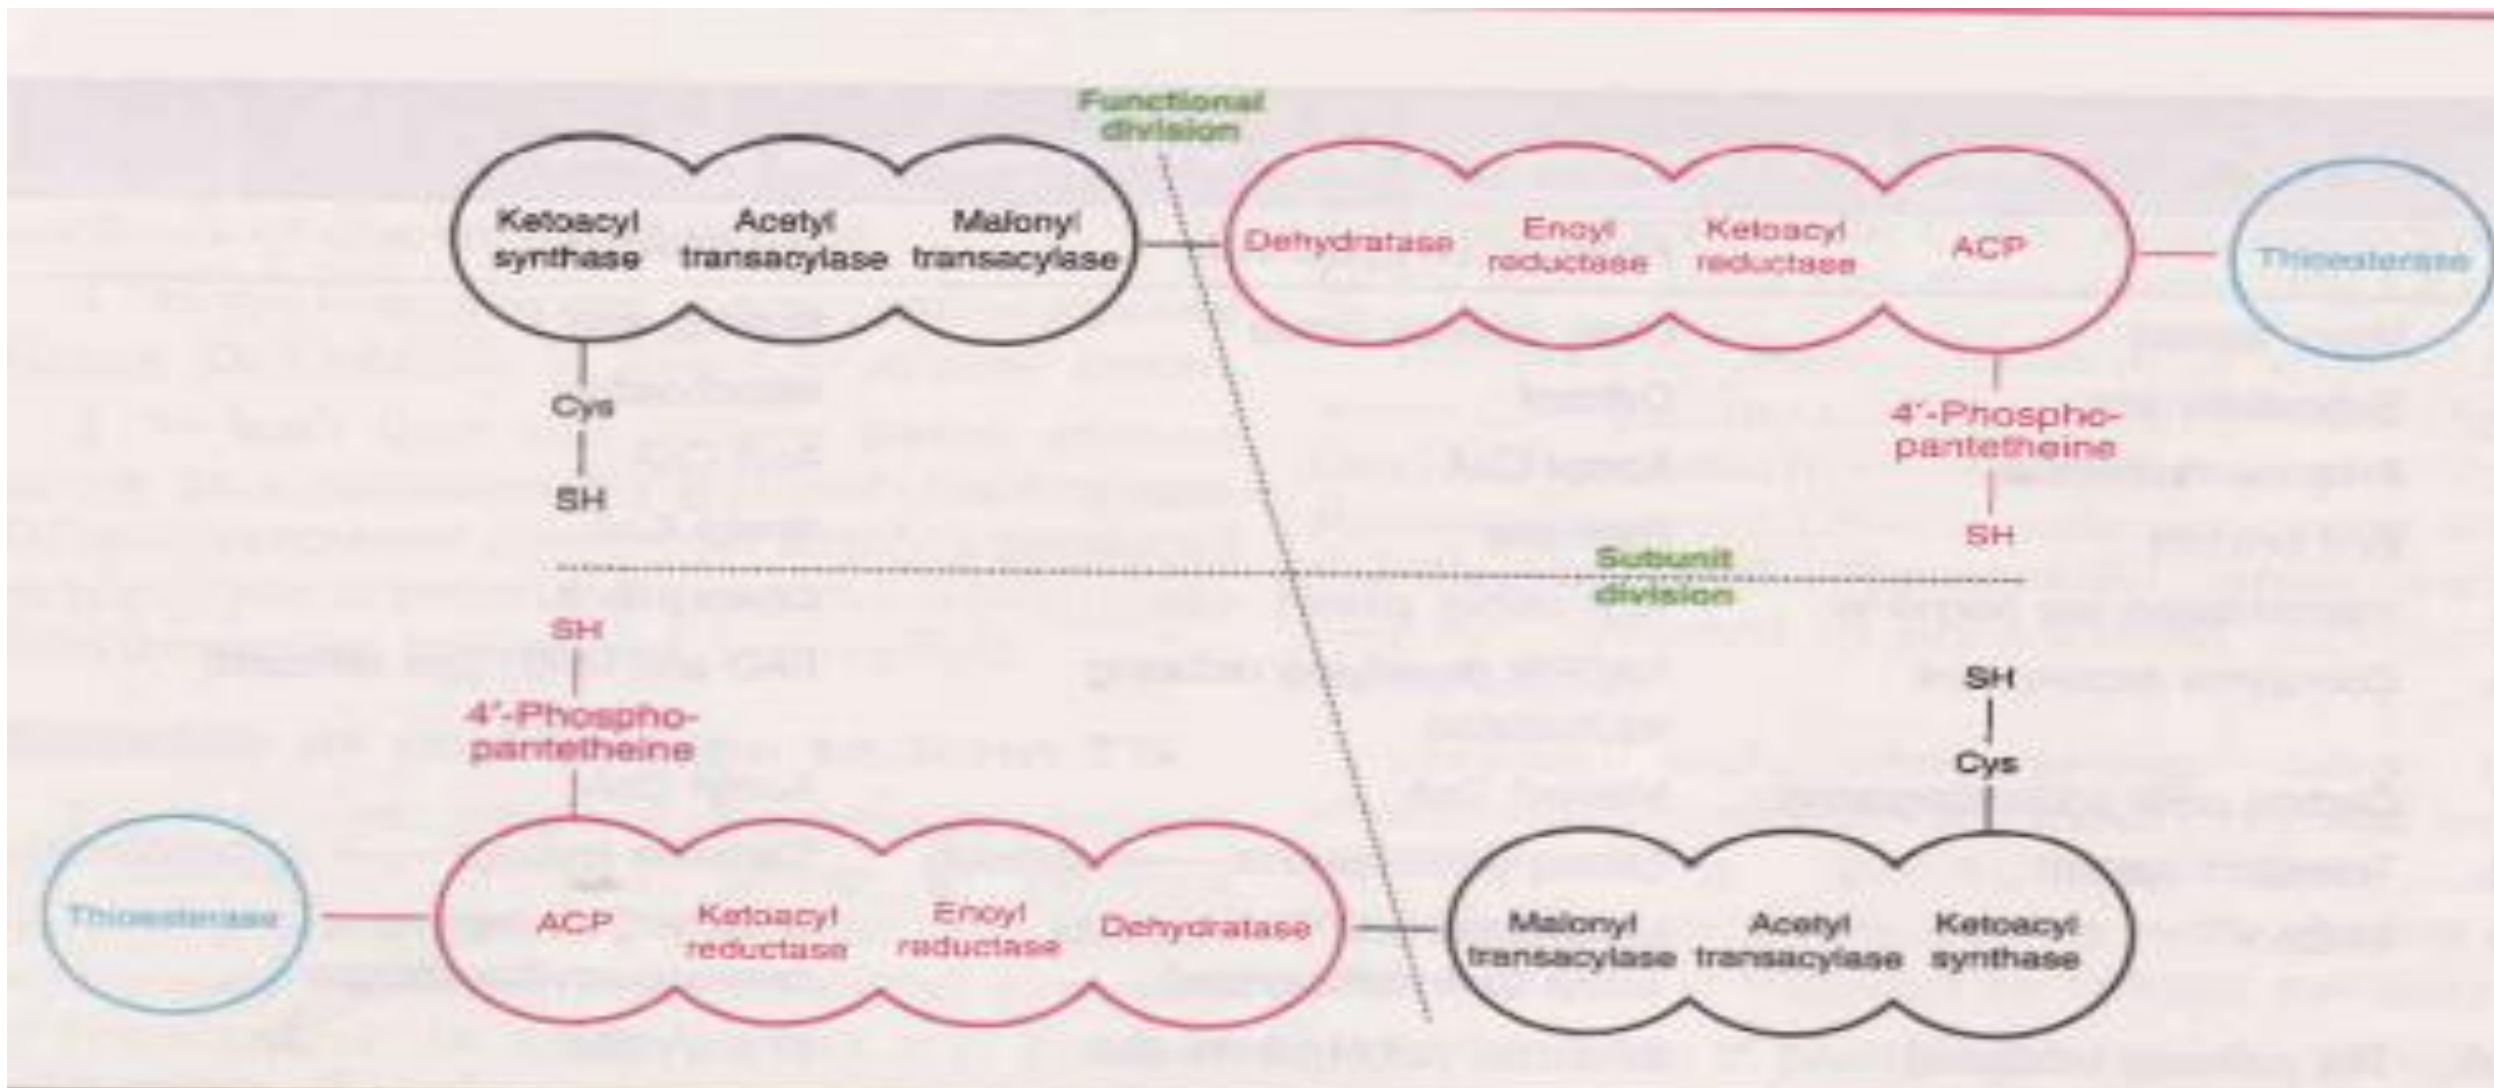 Functional
division
Ketoacyl
synthase
Acetyl
transacylase
Malonyl
transacylase
Dehydratase
Enoyl
reductase
Ketoacyl
reductase
ACP
Thioesterase
Cys
SH
4'-Phospho-
pantetheine
SH
Subunit
division
SH
4'-Phospho-
pantetheine
SH
Cys
Thioesterase
ACP
Ketoacyl
reductase
Enoyl
raductase
Dehydratase
Malonyl
transacylase
Acetyl
transacylase
Ketoacyl
synthase